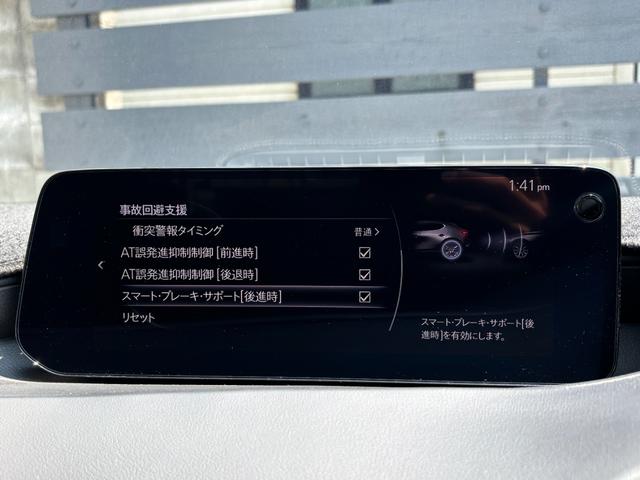 1:41 pm
事故回避支援
衝突警報タイミング 普通
AT誤発進抑制制御 [前進時]
AT誤発進抑制制御 [後退時]
スマート・ブレーキ・サポート[後進時]
リセット
スマート・ブレーキ・サポート[後
進時]を有効にします。